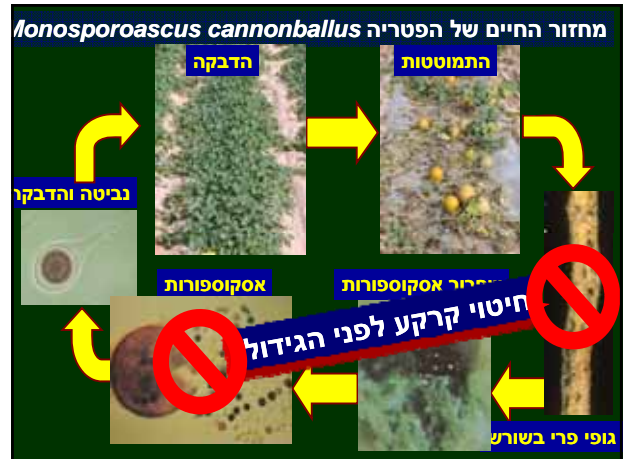 מחזור החיים של הפטריה Monosporoascus cannonballus
הדבקה
התמוטטות
נביטה והדבקה
אסקוספורות
אסקוספורות
חיטוי קרקע לפני הגידול
גופי פרי בשורש